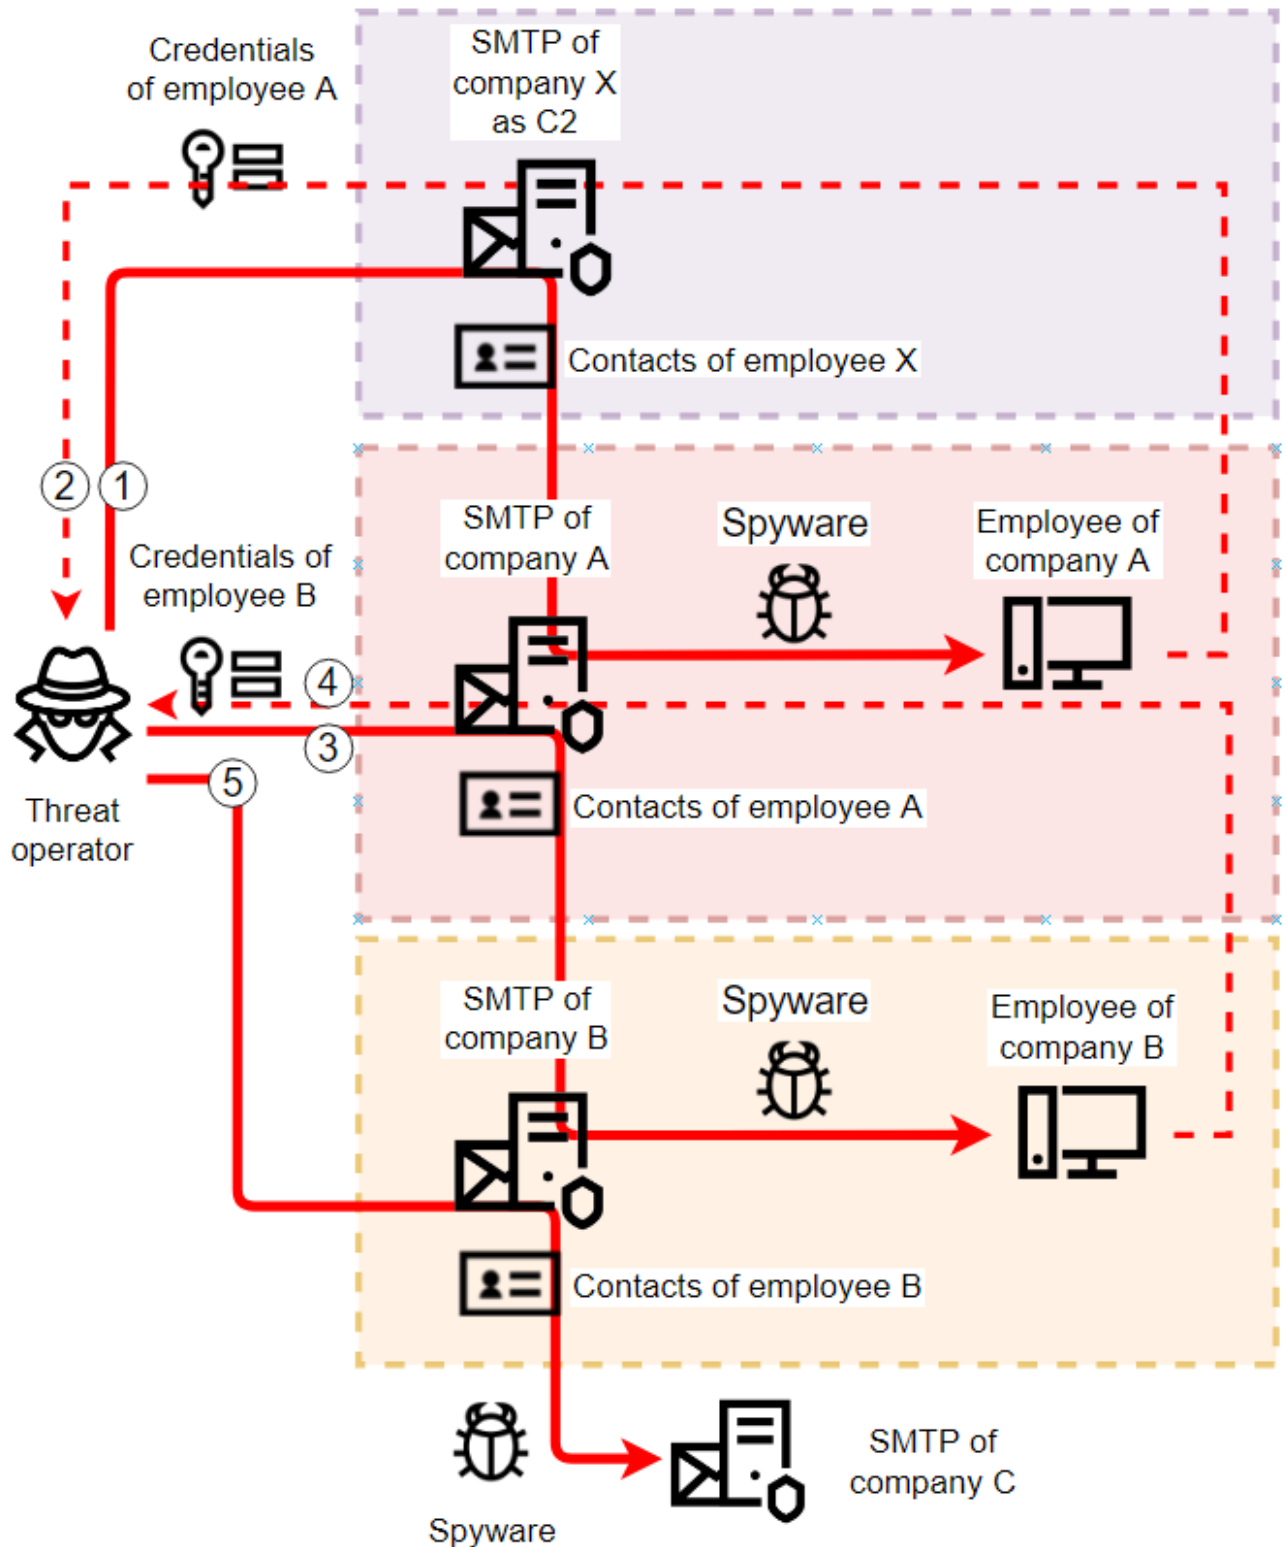 Credentials
of employee A
SMTP of
company X
as C2
Contacts of employee X
2
1
SMTP of
company A
Spyware
Employee of
company A
Credentials of
employee B
4
3
5
Threat
operator
Contacts of employee A
SMTP of
company B
Spyware
Employee of
company B
Contacts of employee B
Spyware
SMTP of
company C